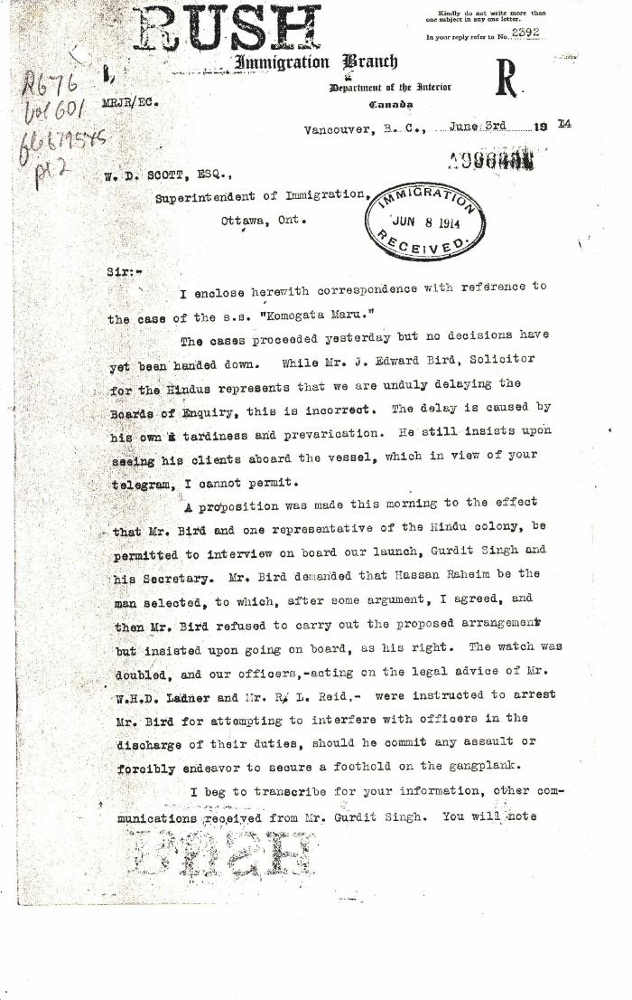 RUSH
Kindly do not write more than
one subject in any one letter.
In your reply refer to No. 2392
Immigration Branch
Department of the Interior
Canada
R
R676
vol 601
file 879545
pt 2
MRJR/EC.
Vancouver, B. C., June 3rd 1914
W. D. SCOTT, ESQ.,
Superintendent of Immigration,
Ottawa, Ont.
IMMIGRATION
JUN 8 1914
RECEIVED.
Sir:-
I enclose herewith correspondence with reference to
the case of the s.s. "Komogata Maru."
The cases proceeded yesterday but no decisions have
yet been handed down. While Mr. J. Edward Bird, Solicitor
for the Hindus represents that we are unduly delaying the
Boards of Enquiry, this is incorrect. The delay is caused by
his own tardiness and prevarication. He still insists upon
seeing his clients aboard the vessel, which in view of your
telegram, I cannot permit.
A proposition was made this morning to the effect
that Mr. Bird and one representative of the Hindu colony, be
permitted to interview on board our launch, Gurdit Singh and
his Secretary. Mr. Bird demanded that Hassan Raheim be the
man selected, to which, after some argument, I agreed, and
then Mr. Bird refused to carry out the proposed arrangement
but insisted upon going on board, as his right. The watch was
doubled, and our officers,-acting on the legal advice of Mr.
W.H.D. Ladner and Mr. R. L. Reid,- were instructed to arrest
Mr. Bird for attempting to interfere with officers in the
discharge of their duties, should he commit any assault or
forcibly endeavor to secure a foothold on the gangplank.
I beg to transcribe for your information, other com-
munications received from Mr. Gurdit Singh. You will note
RUSH